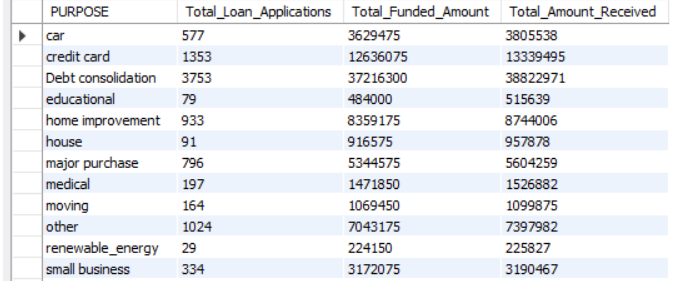 PURPOSE Total_Loan_Applications Total_Funded_Amount Total_Amount_Received
car 577 3629475 3805538
credit card 1353 12636075 13339495
Debt consolidation 3753 37216300 38822971
educational 79 484000 515639
home improvement 933 8359175 8744006
house 91 916575 957878
major purchase 796 5344575 5604259
medical 197 1471850 1526882
moving 164 1069450 1099875
other 1024 7043175 7397982
renewable_energy 29 224150 225827
small business 334 3172075 3190467